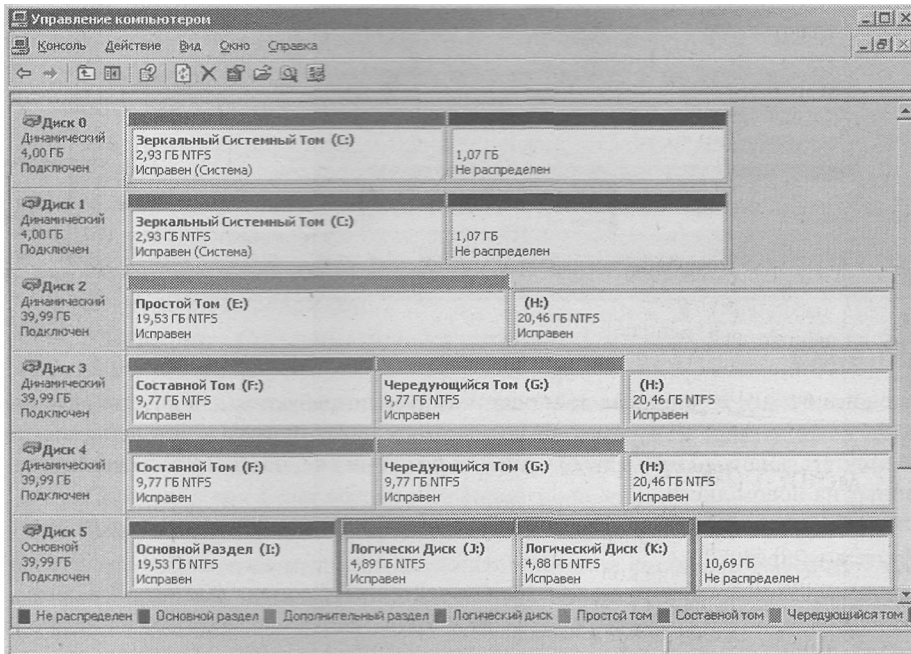 Управление компьютером
Консоль Действие Вид Окно Справка
Диск 0
Динамический
4,00 ГБ
Подключен
Зеркальный Системный Том (C:)
2,93 ГБ NTFS
Исправен (Система)
1,07 ГБ
Не распределен
Диск 1
Динамический
4,00 ГБ
Подключен
Зеркальный Системный Том (C:)
2,93 ГБ NTFS
Исправен (Система)
1,07 ГБ
Не распределен
Диск 2
Динамический
39,99 ГБ
Подключен
Простой Том (E:)
19,53 ГБ NTFS
Исправен
(H:)
20,46 ГБ NTFS
Исправен
Диск 3
Динамический
39,99 ГБ
Подключен
Составной Том (F:)
9,77 ГБ NTFS
Исправен
Чередующийся Том (G:)
9,77 ГБ NTFS
Исправен
(H:)
20,46 ГБ NTFS
Исправен
Диск 4
Динамический
39,99 ГБ
Подключен
Составной Том (F:)
9,77 ГБ NTFS
Исправен
Чередующийся Том (G:)
9,77 ГБ NTFS
Исправен
(H:)
20,46 ГБ NTFS
Исправен
Диск 5
Основной
39,99 ГБ
Подключен
Основной Раздел (I:)
19,53 ГБ NTFS
Исправен
Логически Диск (J:)
4,89 ГБ NTFS
Исправен
Логический Диск (K:)
4,88 ГБ NTFS
Исправен
10,69 ГБ
Не распределен
Не распределен Основной раздел Дополнительный раздел Логический диск Простой том Составной том Чередующийся том